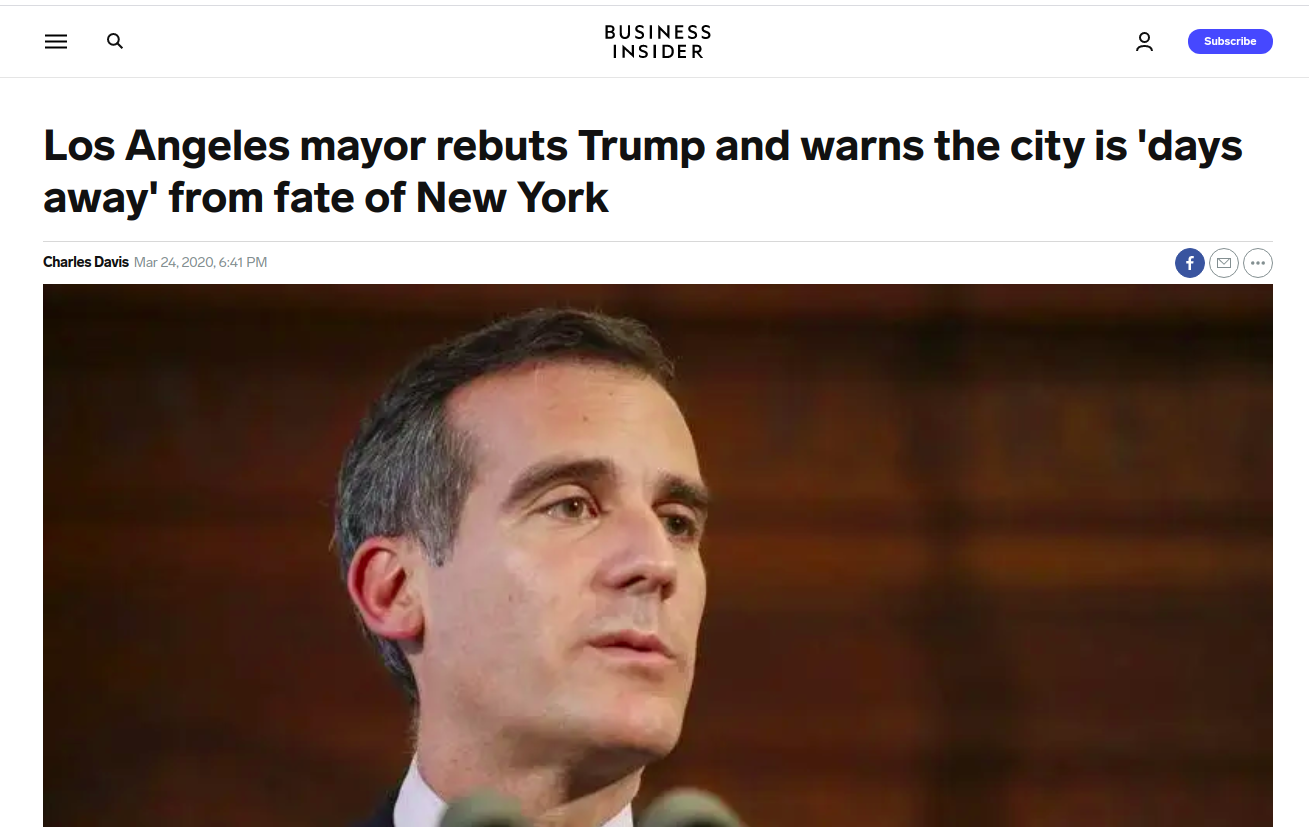 BUSINESS
INSIDER
Subscribe
Los Angeles mayor rebuts Trump and warns the city is 'days
away' from fate of New York
Charles Davis Mar 24, 2020, 6:41 PM